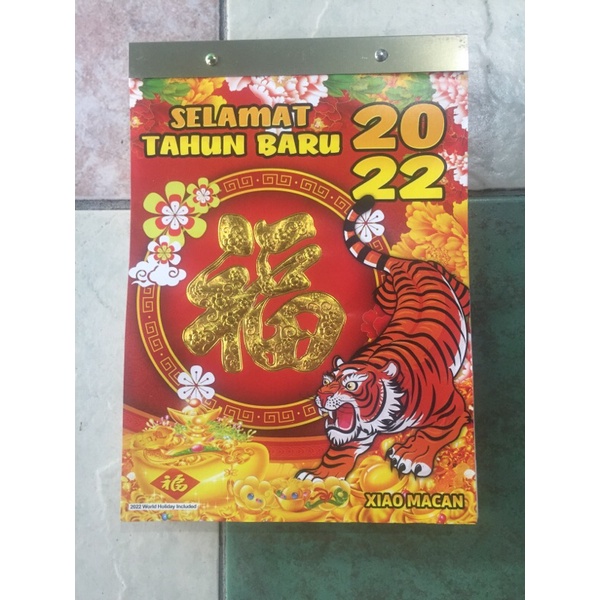 SELAMAT
TAHUN BARU
20
22
福
福
2022 World Holiday Included
XIAO MACAN